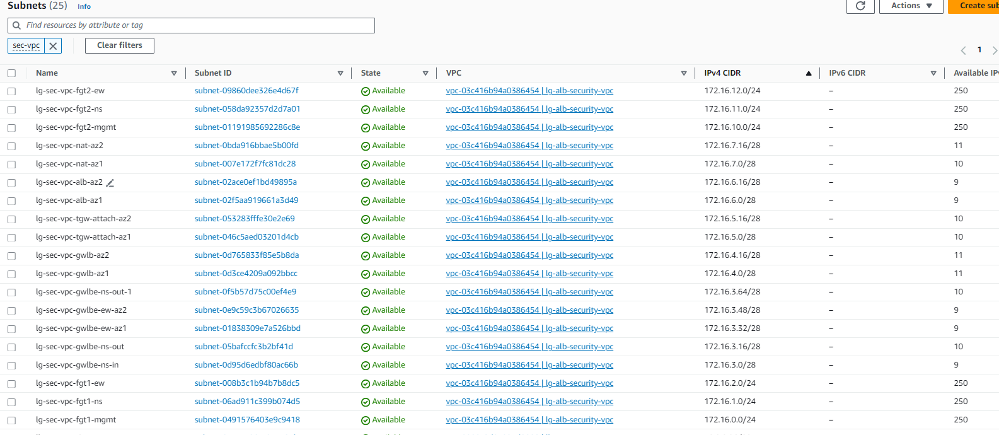 Subnets (25) Info
Actions
Create sub
Find resources by attribute or tag
sec-vpc
Clear filters
1
Name Subnet ID State VPC IPv4 CIDR IPv6 CIDR Available IPv
lg-sec-vpc-fgt2-ew subnet-09860dee326e4d67f Available vpc-03c416b94a0386454 | lg-alb-security-vpc 172.16.12.0/24 – 250
lg-sec-vpc-fgt2-ns subnet-058da92357d2d7a01 Available vpc-03c416b94a0386454 | lg-alb-security-vpc 172.16.11.0/24 – 250
lg-sec-vpc-fgt2-mgmt subnet-01191985692286c8e Available vpc-03c416b94a0386454 | lg-alb-security-vpc 172.16.10.0/24 – 250
lg-sec-vpc-nat-az2 subnet-0bda916bbae5b00fd Available vpc-03c416b94a0386454 | lg-alb-security-vpc 172.16.7.16/28 – 11
lg-sec-vpc-nat-az1 subnet-007e172f7fc81dc28 Available vpc-03c416b94a0386454 | lg-alb-security-vpc 172.16.7.0/28 – 10
lg-sec-vpc-alb-az2 subnet-02ace0ef1bd49895a Available vpc-03c416b94a0386454 | lg-alb-security-vpc 172.16.6.16/28 – 9
lg-sec-vpc-alb-az1 subnet-02f5aa919661a3d49 Available vpc-03c416b94a0386454 | lg-alb-security-vpc 172.16.6.0/28 – 9
lg-sec-vpc-tgw-attach-az2 subnet-053283fffe30e2e69 Available vpc-03c416b94a0386454 | lg-alb-security-vpc 172.16.5.16/28 – 10
lg-sec-vpc-tgw-attach-az1 subnet-046c5aed03201d4cb Available vpc-03c416b94a0386454 | lg-alb-security-vpc 172.16.5.0/28 – 10
lg-sec-vpc-gwlb-az2 subnet-0d765833f85e5b8da Available vpc-03c416b94a0386454 | lg-alb-security-vpc 172.16.4.16/28 – 11
lg-sec-vpc-gwlb-az1 subnet-0d3ce4209a092bbcc Available vpc-03c416b94a0386454 | lg-alb-security-vpc 172.16.4.0/28 – 11
lg-sec-vpc-gwlbe-ns-out-1 subnet-0f5b57d75c00ef4e9 Available vpc-03c416b94a0386454 | lg-alb-security-vpc 172.16.3.64/28 – 10
lg-sec-vpc-gwlbe-ew-az2 subnet-0e9c59c3b67026635 Available vpc-03c416b94a0386454 | lg-alb-security-vpc 172.16.3.48/28 – 9
lg-sec-vpc-gwlbe-ew-az1 subnet-01838309e7a526bbd Available vpc-03c416b94a0386454 | lg-alb-security-vpc 172.16.3.32/28 – 9
lg-sec-vpc-gwlbe-ns-out subnet-05bafccfc3b2bf41d Available vpc-03c416b94a0386454 | lg-alb-security-vpc 172.16.3.16/28 – 10
lg-sec-vpc-gwlbe-ns-in subnet-0d95d6edbf80ac66b Available vpc-03c416b94a0386454 | lg-alb-security-vpc 172.16.3.0/28 – 9
lg-sec-vpc-fgt1-ew subnet-008b3c1b94b7b8dc5 Available vpc-03c416b94a0386454 | lg-alb-security-vpc 172.16.2.0/24 – 250
lg-sec-vpc-fgt1-ns subnet-06ad911c399b074d5 Available vpc-03c416b94a0386454 | lg-alb-security-vpc 172.16.1.0/24 – 250
lg-sec-vpc-fgt1-mgmt subnet-0491576403e9c9418 Available vpc-03c416b94a0386454 | lg-alb-security-vpc 172.16.0.0/24 – 250